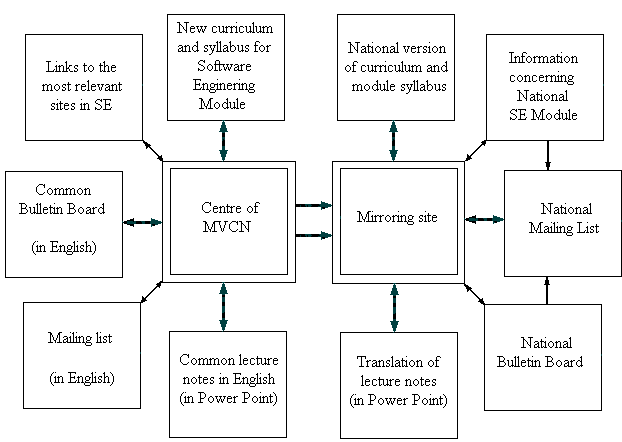 Links to the
most relevant
sites in SE
New curriculum
and syllabus for
Software
Enginering
Module
National version
of curriculum and
module syllabus
Information
concerning
National
SE Module
Common
Bulletin Board
(in English)
Centre of
MVCN
Mirroring site
National
Mailing List
Mailing list
(in English)
Common lecture
notes in English
(in Power Point)
Translation of
lecture notes
(in Power Point)
National
Bulletin Board